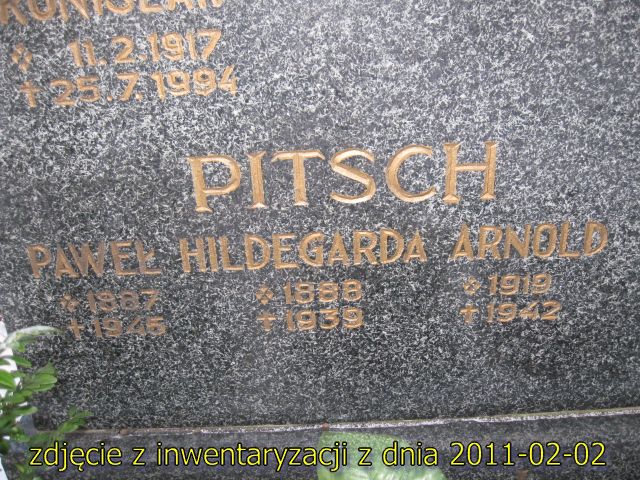 11.2.1917
✝ 25.7.1994
PITSCH
PAWEŁ HILDEGARDA ARNOLD
1887 1888 1919
✝ 1945 ✝ 1939 ✝ 1942
zdjęcie z inwentaryzacji z dnia 2011-02-02